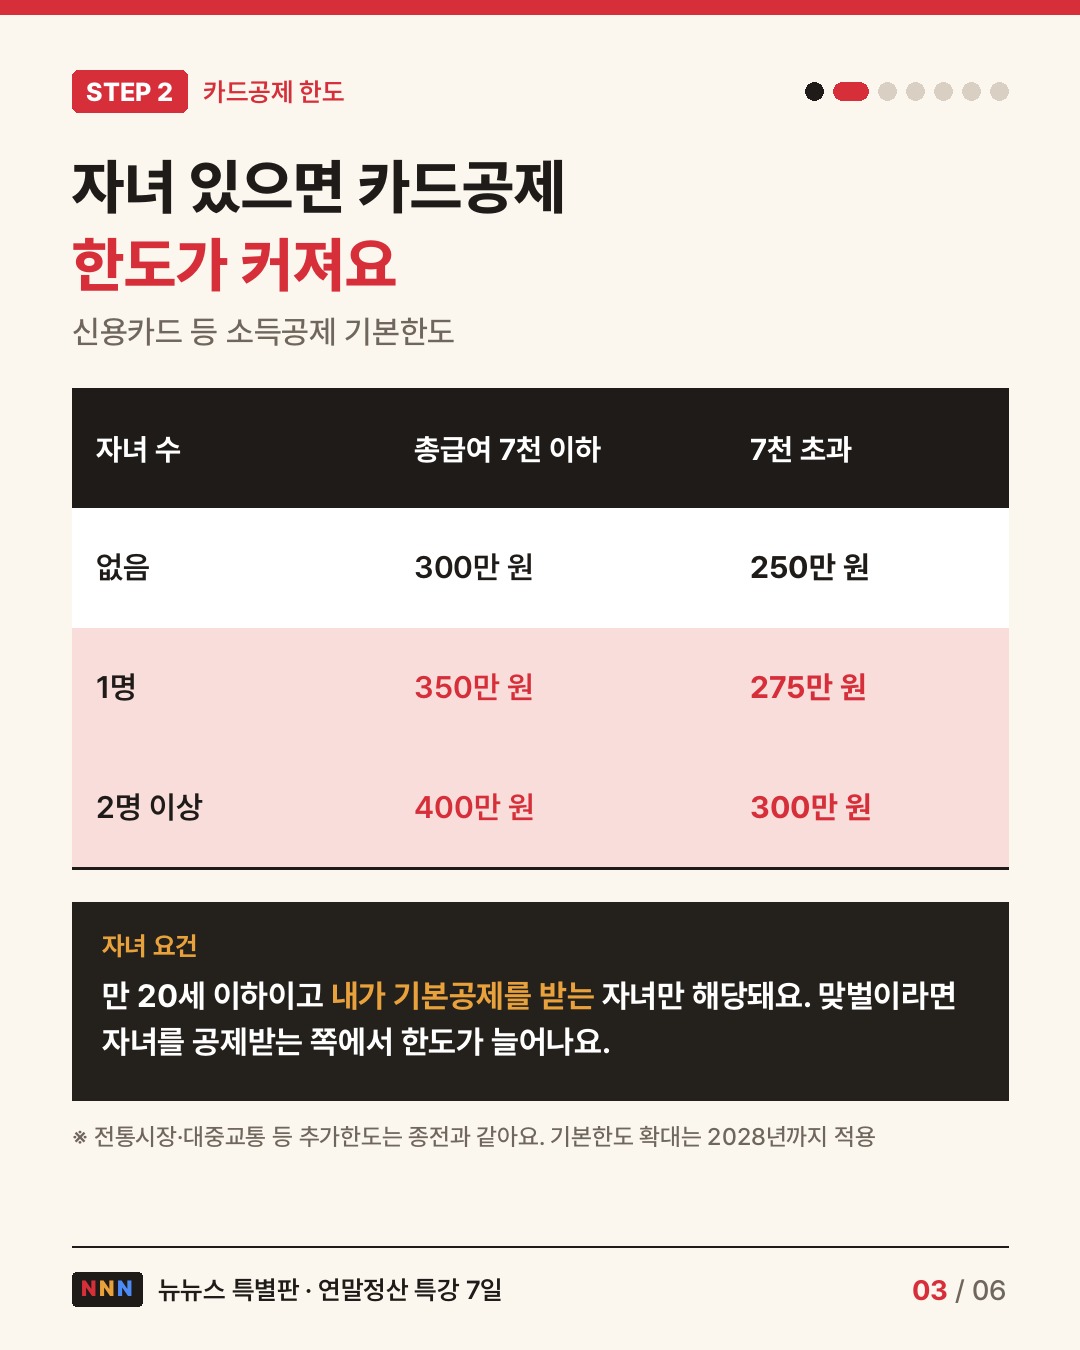 STEP 2 카드공제 한도
자녀 있으면 카드공제
한도가 커져요
신용카드 등 소득공제 기본한도
자녀 수 총급여 7천 이하 7천 초과
없음 300만 원 250만 원
1명 350만 원 275만 원
2명 이상 400만 원 300만 원
자녀 요건
만 20세 이하이고 내가 기본공제를 받는 자녀만 해당돼요. 맞벌이라면
자녀를 공제받는 쪽에서 한도가 늘어나요.
※ 전통시장·대중교통 등 추가한도는 종전과 같아요. 기본한도 확대는 2028년까지 적용
NNN 뉴뉴스 특별판 · 연말정산 특강 7일 03 / 06